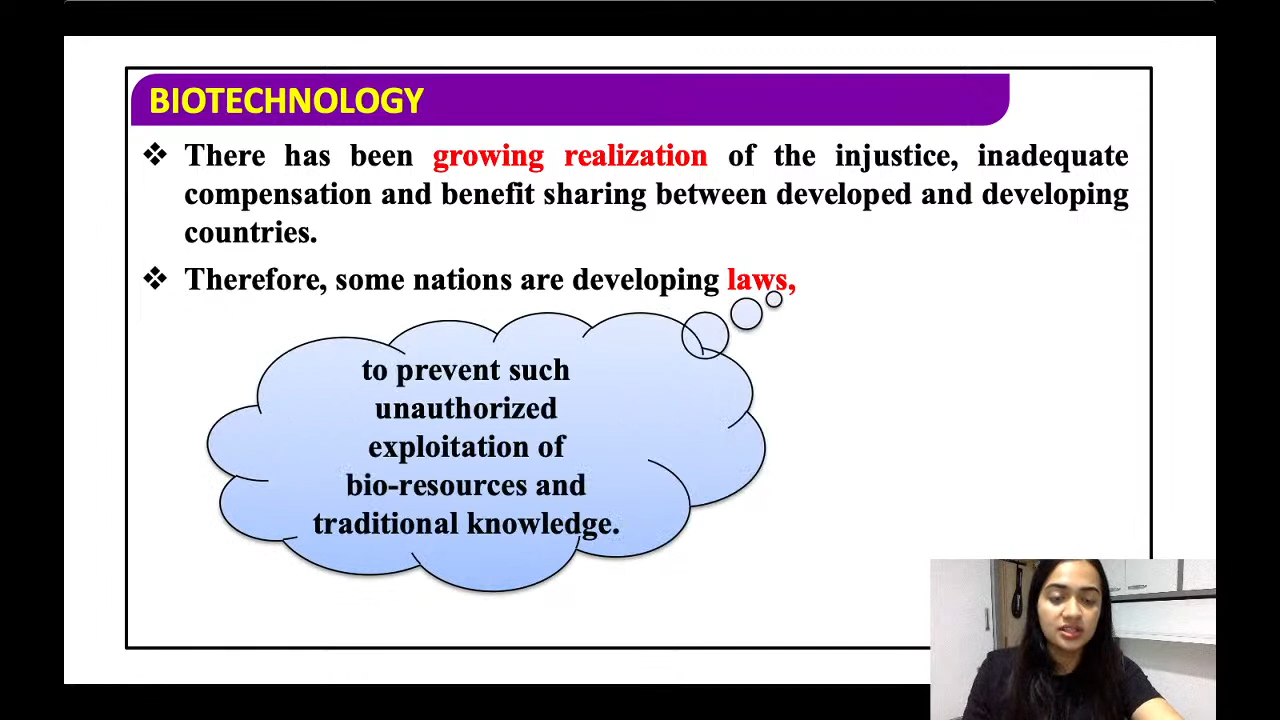 BIOTECHNOLOGY
❖ There has been growing realization of the injustice, inadequate
compensation and benefit sharing between developed and developing
countries.
❖ Therefore, some nations are developing laws,
to prevent such
unauthorized
exploitation of
bio-resources and
traditional knowledge.